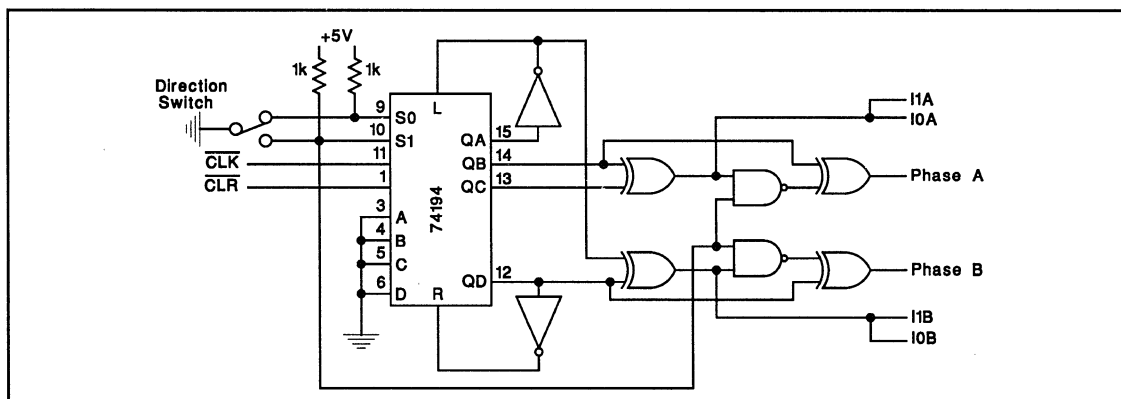 +5V
1k
1k
Direction
Switch
9
S0
L
10
S1
QA
15
CLK
11
QB
14
CLR
1
QC
13
Phase A
3
A
4
B
5
C
6
D
74194
QD
12
R
I1A
I0A
Phase B
I1B
I0B